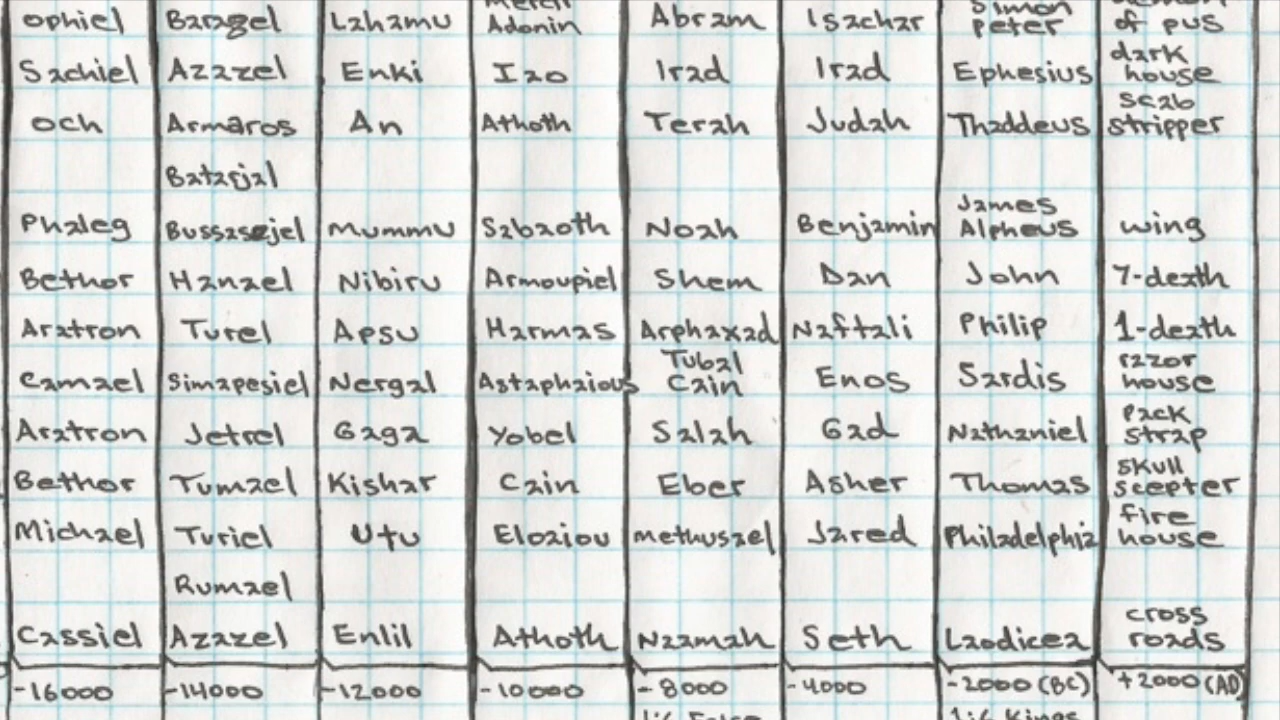 ophiel Baragel Lahamu Adonin Abram Isachar Simon peter of pus
Sachiel Azazel Enki Iao Irad Irad Ephesius dark house
och Armaros An Athoth Terah Judah Thaddeus scab stripper
Batarjal
Phaleg Bussasejel mummu Sabaoth Noah Benjamin James Alpheus wing
Bethor Hanael Nibiru Armoupiel Shem Dan John 7-death
Aratron Turel Apsu Harmas Arphaxad Naftali Philip 1-death
Camael Simapesiel Nergal Astaphaious Tubal Cain Enos Sardis razor house
Aratron Jetrel Gaga Yobel Salah Gad Nathaniel pack strap
Bethor Tumael Kishar Cain Eber Asher Thomas skull scepter
Michael Turiel Utu Eloaiou methusael Jared Philadelphia fire house
Rumael
Cassiel Azazel Enlil Athoth Naamah Seth Laodicea cross roads
-16000 -14000 -12000 -10000 -8000 -4000 -2000 (BC) +2000 (AD)